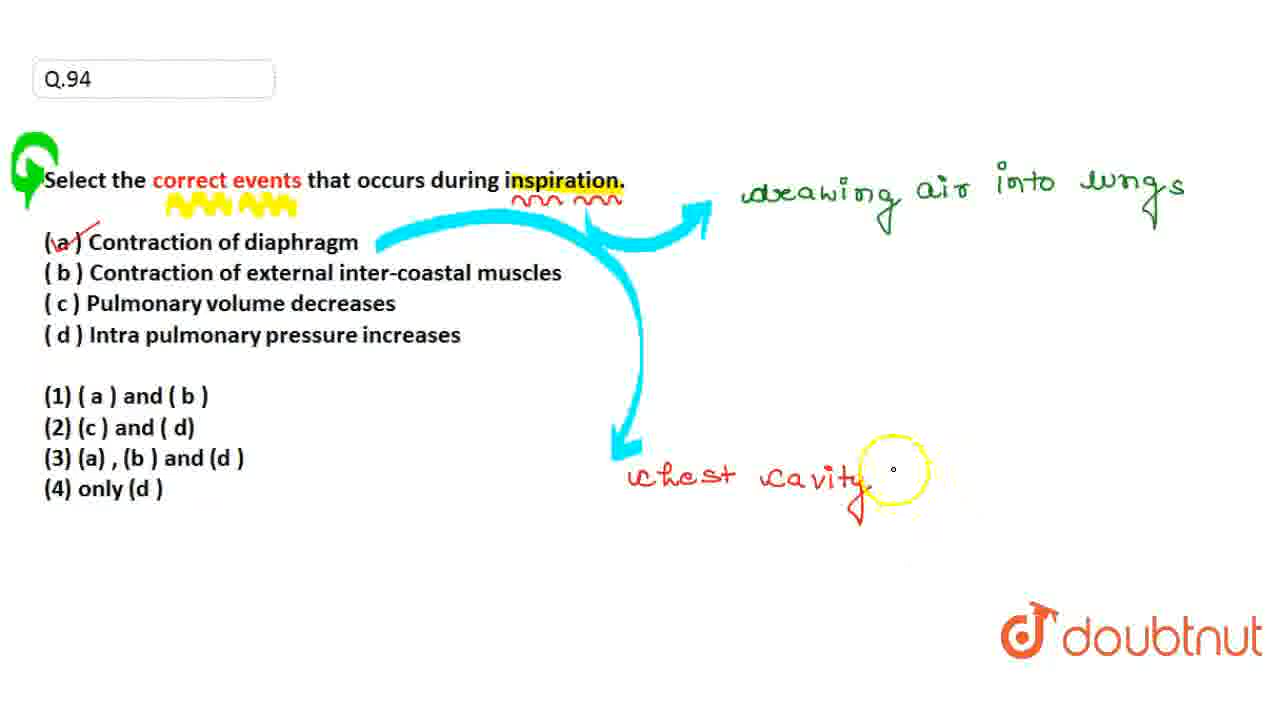 Q.94
Select the correct events that occurs during inspiration.
drawing air into lungs
( a ) Contraction of diaphragm
( b ) Contraction of external inter-coastal muscles
( c ) Pulmonary volume decreases
( d ) Intra pulmonary pressure increases
(1) ( a ) and ( b )
(2) (c ) and ( d)
(3) (a) , (b ) and (d )
(4) only (d )
chest cavity
doubtnut